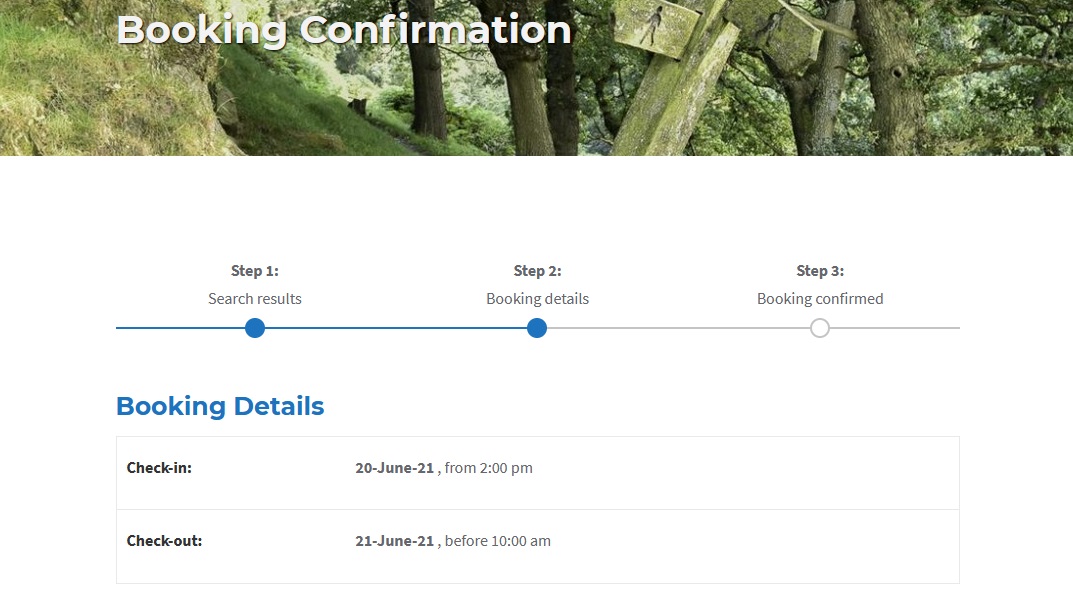 Booking Confirmation
Step 1:
Search results
Step 2:
Booking details
Step 3:
Booking confirmed
Booking Details
Check-in: 20-June-21 , from 2:00 pm
Check-out: 21-June-21 , before 10:00 am